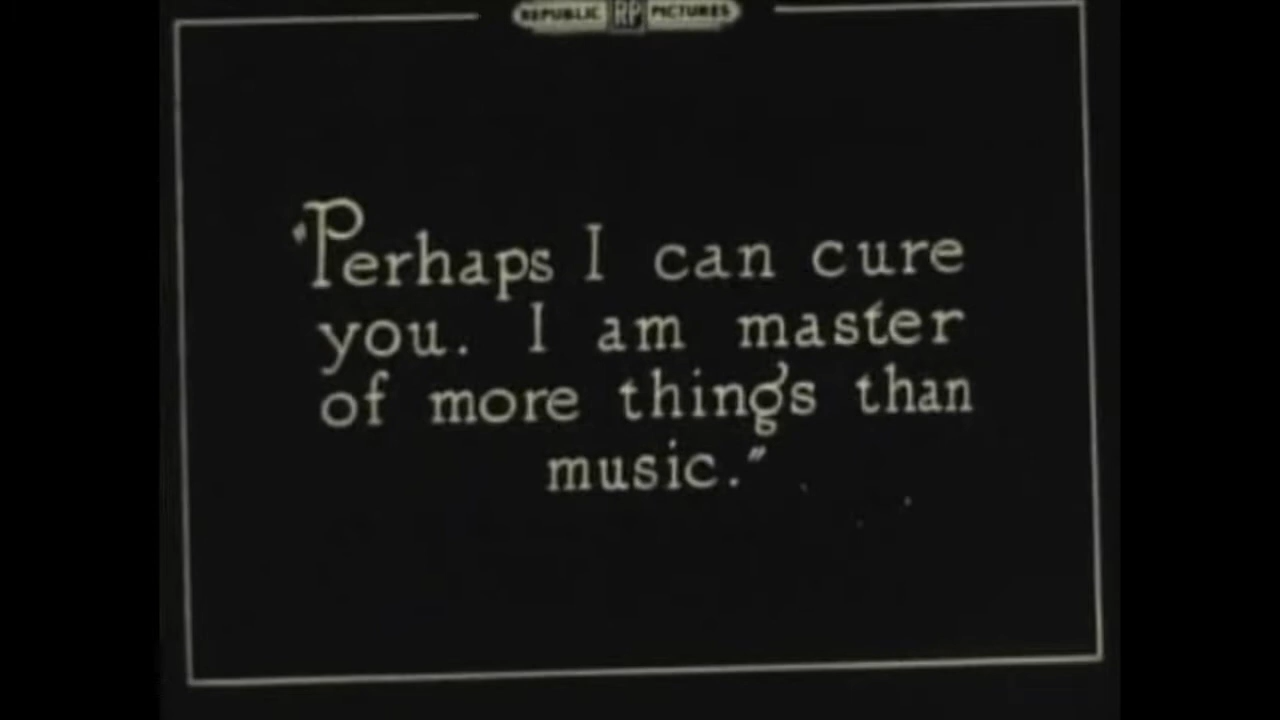 REPUBLIC RP PICTURES
"Perhaps I can cure
you. I am master
of more things than
music."